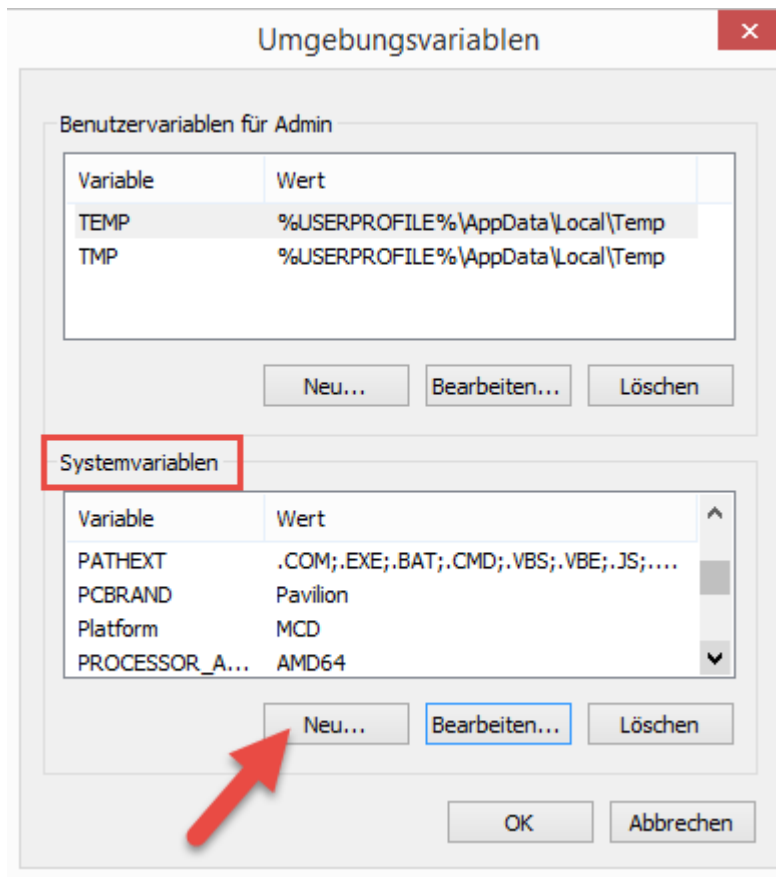 Umgebungsvariablen
Benutzervariablen für Admin
Variable Wert
TEMP %USERPROFILE%\AppData\Local\Temp
TMP %USERPROFILE%\AppData\Local\Temp
Neu... Bearbeiten... Löschen
Systemvariablen
Variable Wert
PATHEXT .COM;.EXE;.BAT;.CMD;.VBS;.VBE;.JS;....
PCBRAND Pavilion
Platform MCD
PROCESSOR_A... AMD64
Neu... Bearbeiten... Löschen
OK Abbrechen